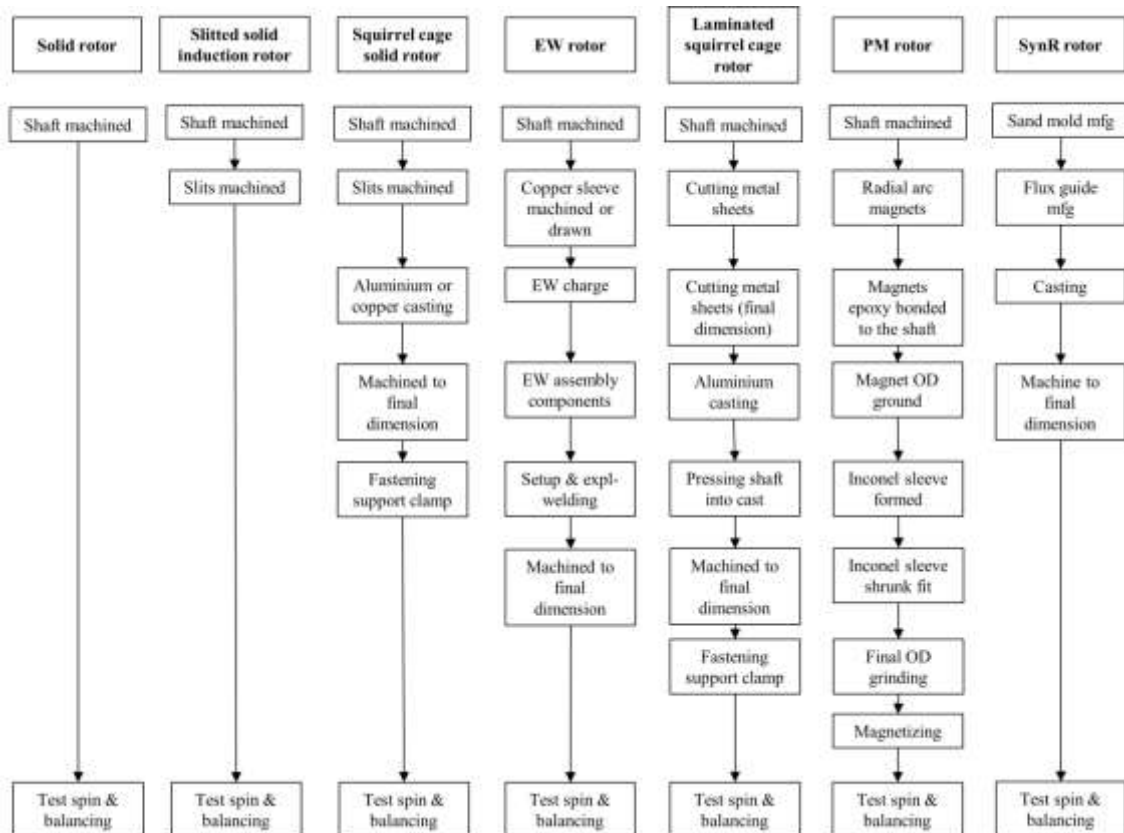 Solid rotor
Slitted solid
induction rotor
Squirrel cage
solid rotor
EW rotor
Laminated
squirrel cage
rotor
PM rotor
SynR rotor
Shaft machined
Test spin &
balancing
Shaft machined
Slits machined
Test spin &
balancing
Shaft machined
Slits machined
Aluminium or
copper casting
Machined to
final
dimension
Fastening
support clamp
Test spin &
balancing
Shaft machined
Copper sleeve
machined or
drawn
EW charge
EW assembly
components
Setup & expl-
welding
Machined to
final
dimension
Test spin &
balancing
Shaft machined
Cutting metal
sheets
Cutting metal
sheets (final
dimension)
Aluminium
casting
Pressing shaft
into cast
Machined to
final
dimension
Fastening
support clamp
Test spin &
balancing
Shaft machined
Radial arc
magnets
Magnets
epoxy bonded
to the shaft
Magnet OD
ground
Inconel sleeve
formed
Inconel sleeve
shrunk fit
Final OD
grinding
Magnetizing
Test spin &
balancing
Sand mold mfg
Flux guide
mfg
Casting
Machine to
final
dimension
Test spin &
balancing